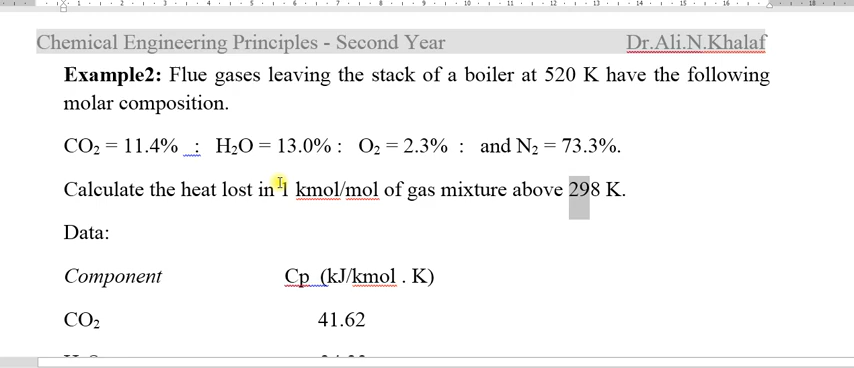 Chemical Engineering Principles - Second Year Dr.Ali.N.Khalaf
Example2: Flue gases leaving the stack of a boiler at 520 K have the following
molar composition.
CO₂ = 11.4% : H₂O = 13.0% : O₂ = 2.3% : and N₂ = 73.3%.
Calculate the heat lost in 1 kmol/mol of gas mixture above 298 K.
Data:
Component Cp (kJ/kmol . K)
CO₂ 41.62